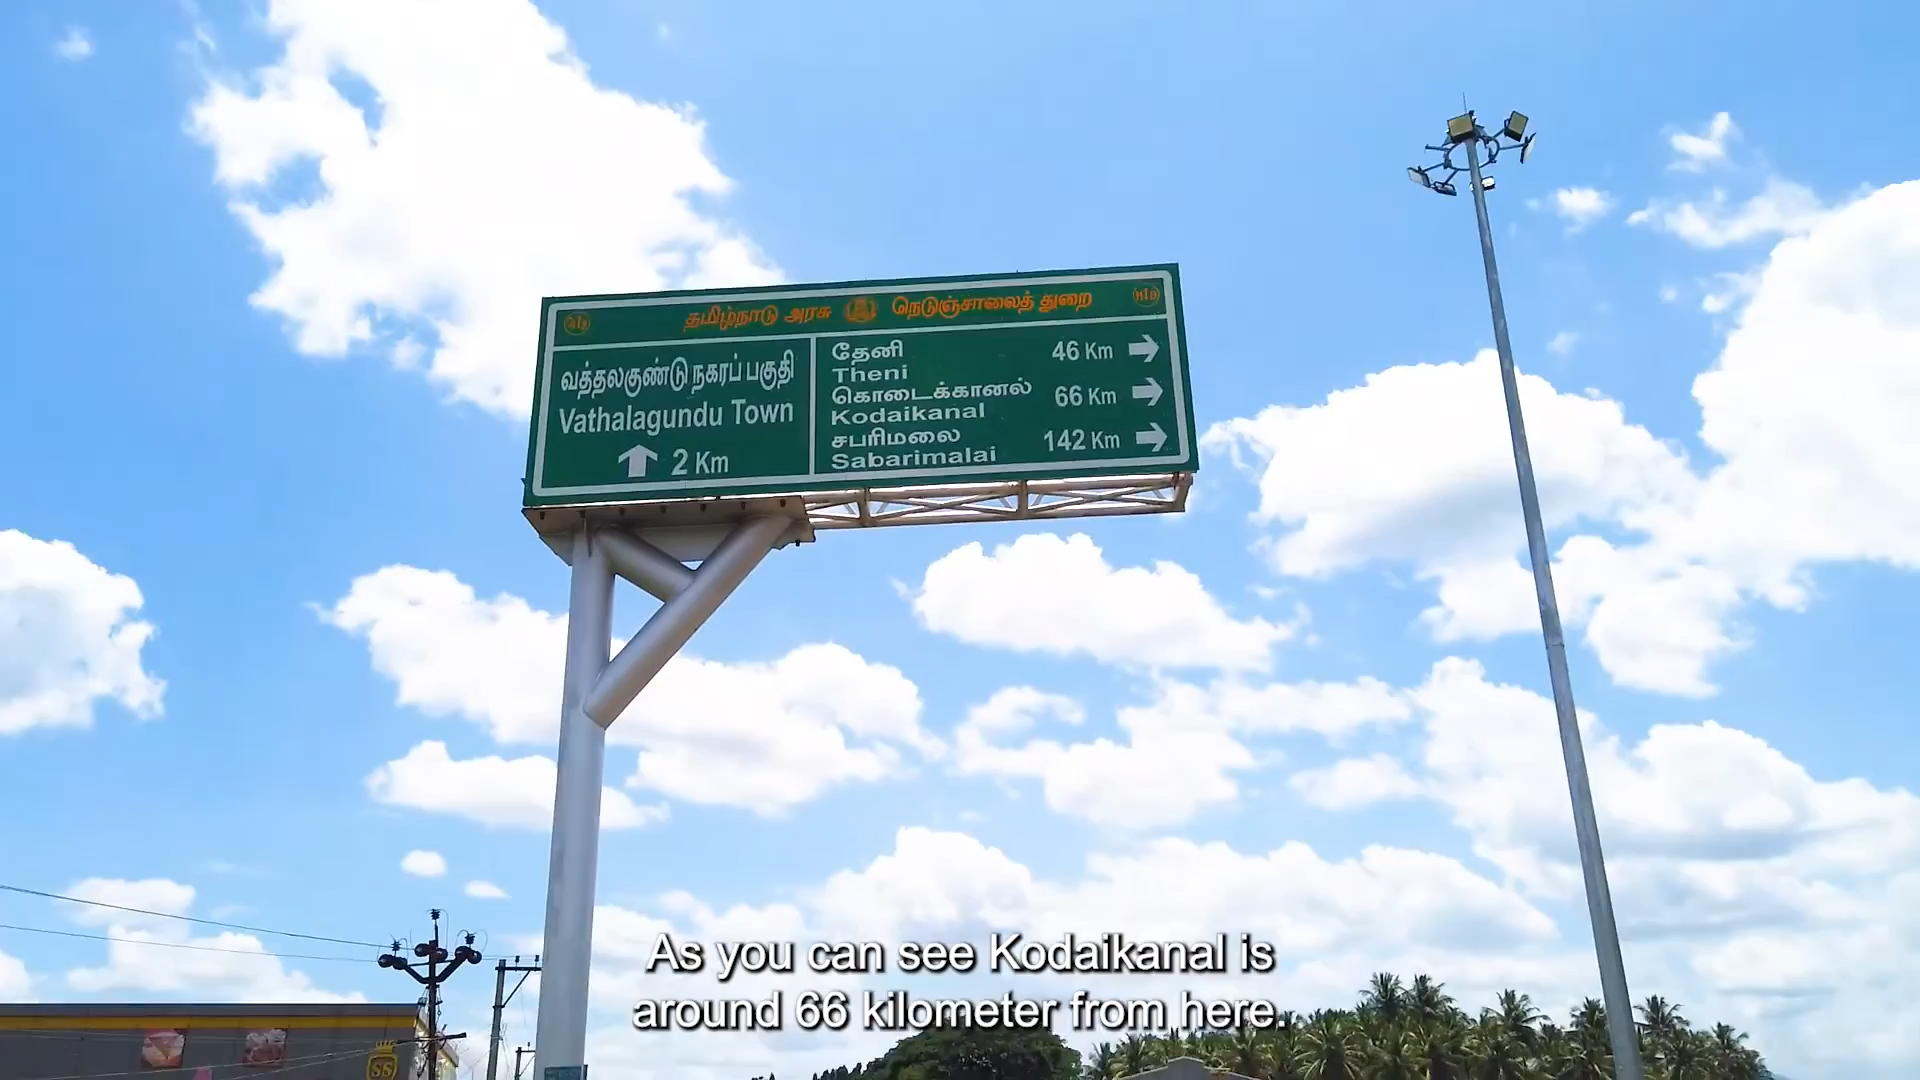 தமிழ்நாடு அரசு நெடுஞ்சாலைத் துறை
வத்தலகுண்டு நகரப் பகுதி
Vathalagundu Town
2 Km
தேனி
Theni
46 Km
கொடைக்கானல்
Kodaikanal
66 Km
சபரிமலை
Sabarimalai
142 Km
As you can see Kodaikanal is
around 66 kilometer from here.
SS